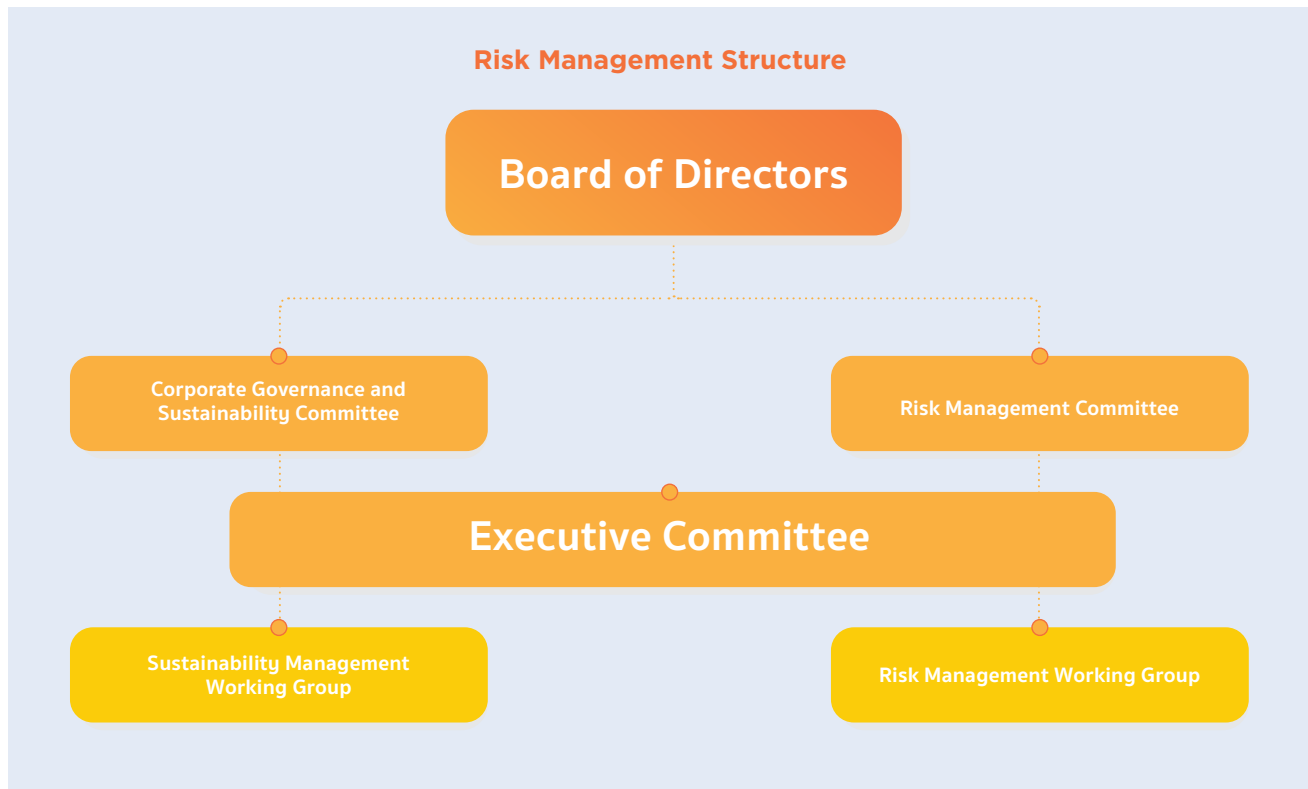 Risk Management Structure
Board of Directors
Corporate Governance and
Sustainability Committee
Risk Management Committee
Executive Committee
Sustainability Management
Working Group
Risk Management Working Group